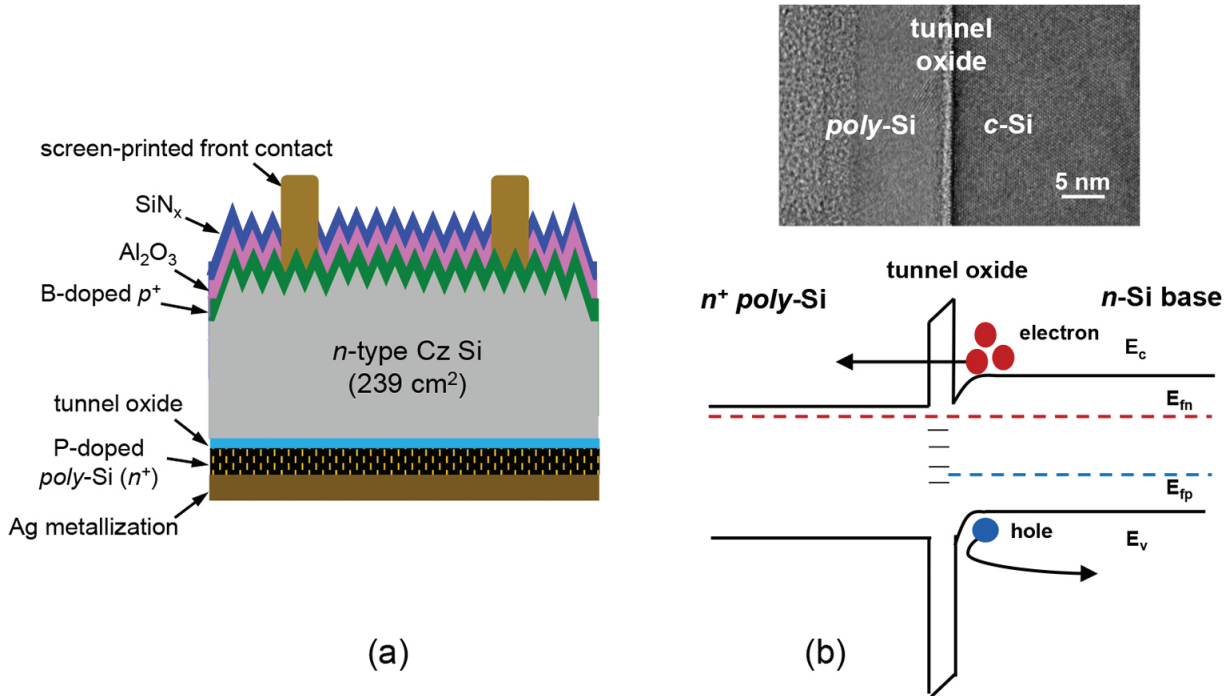 screen-printed front contact
SiNx
Al2O3
B-doped p+
n-type Cz Si
(239 cm2)
tunnel oxide
P-doped
poly-Si (n+)
Ag metallization
(a)
tunnel
oxide
poly-Si
c-Si
5 nm
tunnel oxide
n+ poly-Si
n-Si base
electron
Ec
Efn
Efp
hole
Ev
(b)